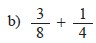 b) 3/8 + 1/4